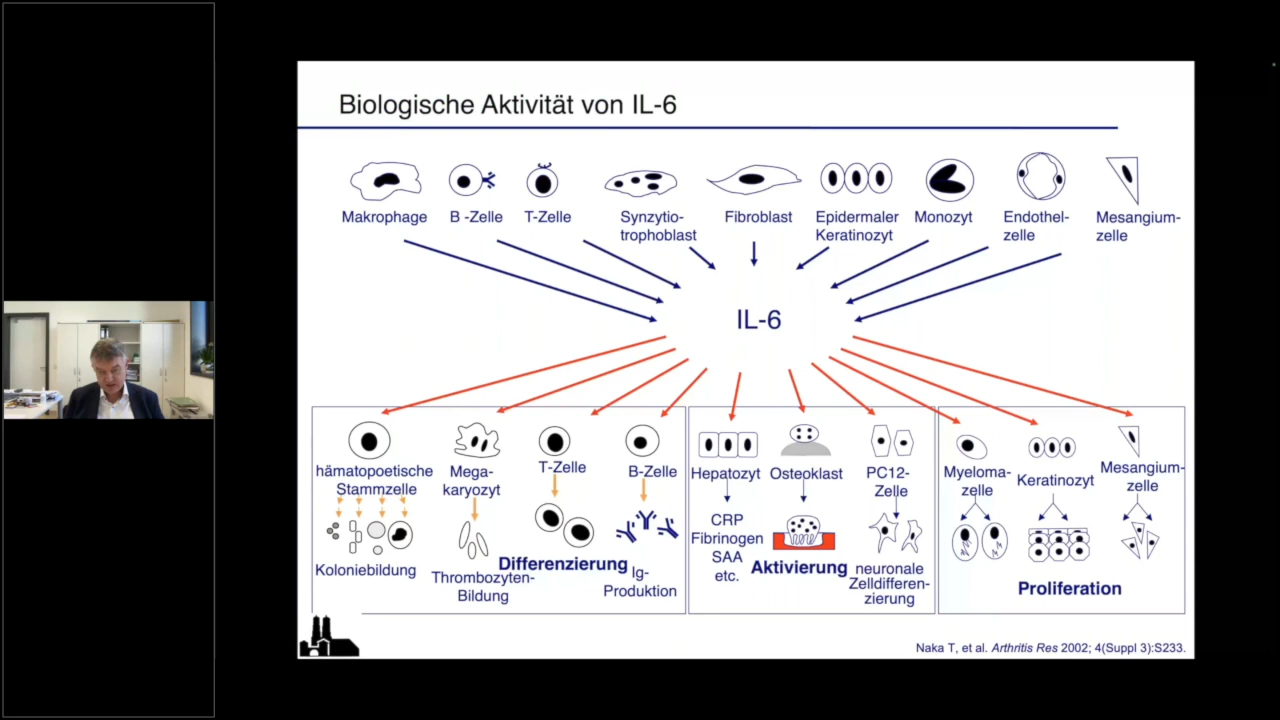 Biologische Aktivität von IL-6
Makrophage
B -Zelle
T-Zelle
Synzytio-
trophoblast
Fibroblast
Epidermaler
Keratinozyt
Monozyt
Endothel-
zelle
Mesangium-
zelle
IL-6
hämatopoetische
Stammzelle
Mega-
karyozyt
T-Zelle
B-Zelle
Hepatozyt
Osteoklast
PC12-
Zelle
Myeloma-
zelle
Keratinozyt
Mesangium-
zelle
Koloniebildung
Thrombozyten-
Bildung
Differenzierung
Ig-
Produktion
CRP
Fibrinogen
SAA
etc.
Aktivierung
neuronale
Zelldifferen-
zierung
Proliferation
Naka T, et al. Arthritis Res 2002; 4(Suppl 3):S233.